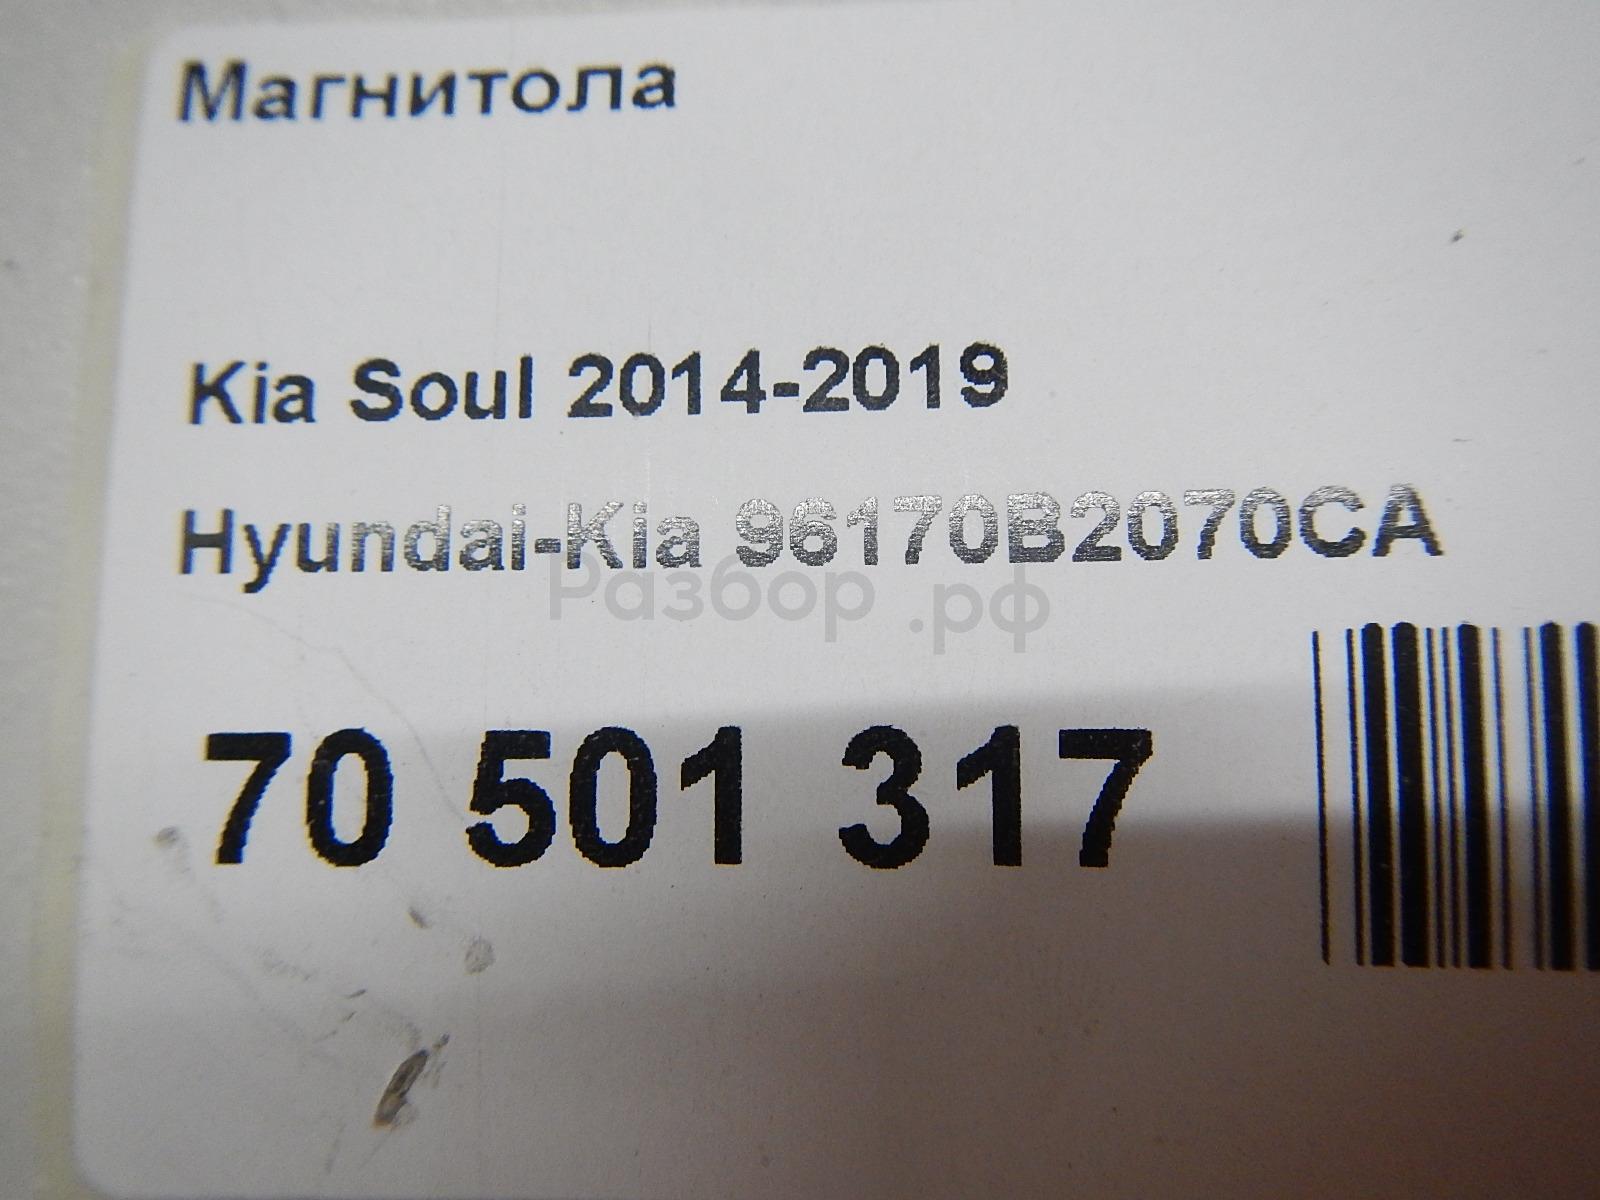 Магнитола
Kia Soul 2014-2019
Hyundai-Kia 96170B2070CA
Разбор.рф
70 501 317